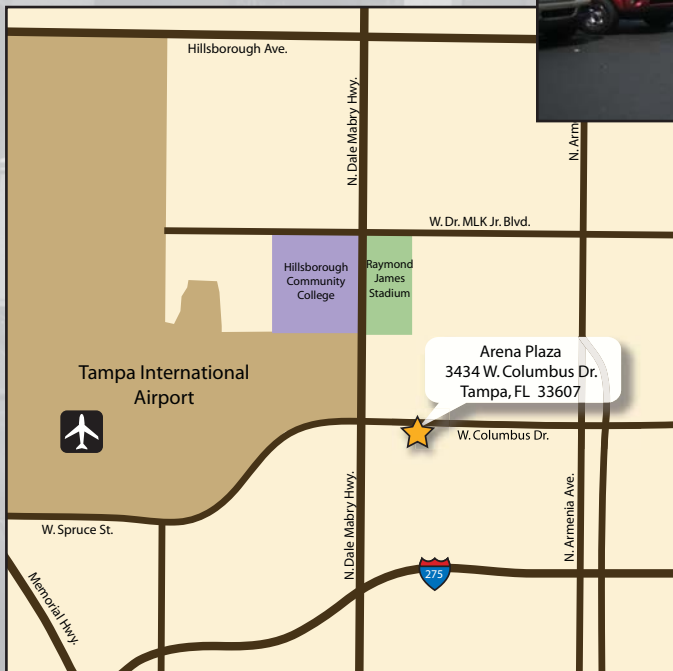 Hillsborough Ave.
N. Dale Mabry Hwy.
N. Arm
W. Dr. MLK Jr. Blvd.
Hillsborough
Community
College
Raymond
James
Stadium
Arena Plaza
3434 W. Columbus Dr.
Tampa, FL 33607
Tampa International
Airport
W. Columbus Dr.
N. Dale Mabry Hwy.
N. Armenia Ave.
W. Spruce St.
275
Memorial Hwy.